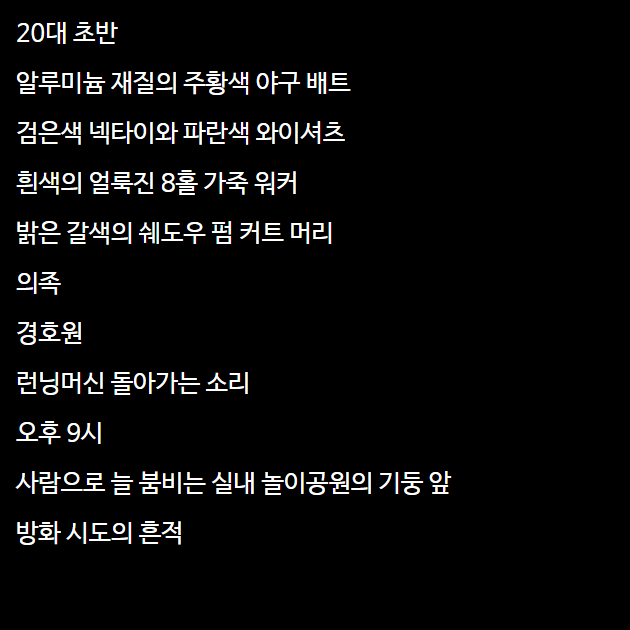 20대 초반
알루미늄 재질의 주황색 야구 배트
검은색 넥타이와 파란색 와이셔츠
흰색의 얼룩진 8홀 가죽 워커
밝은 갈색의 쉐도우 펌 커트 머리
의족
경호원
런닝머신 돌아가는 소리
오후 9시
사람으로 늘 붐비는 실내 놀이공원의 기둥 앞
방화 시도의 흔적